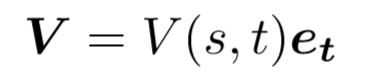 V = V(s, t)e_t